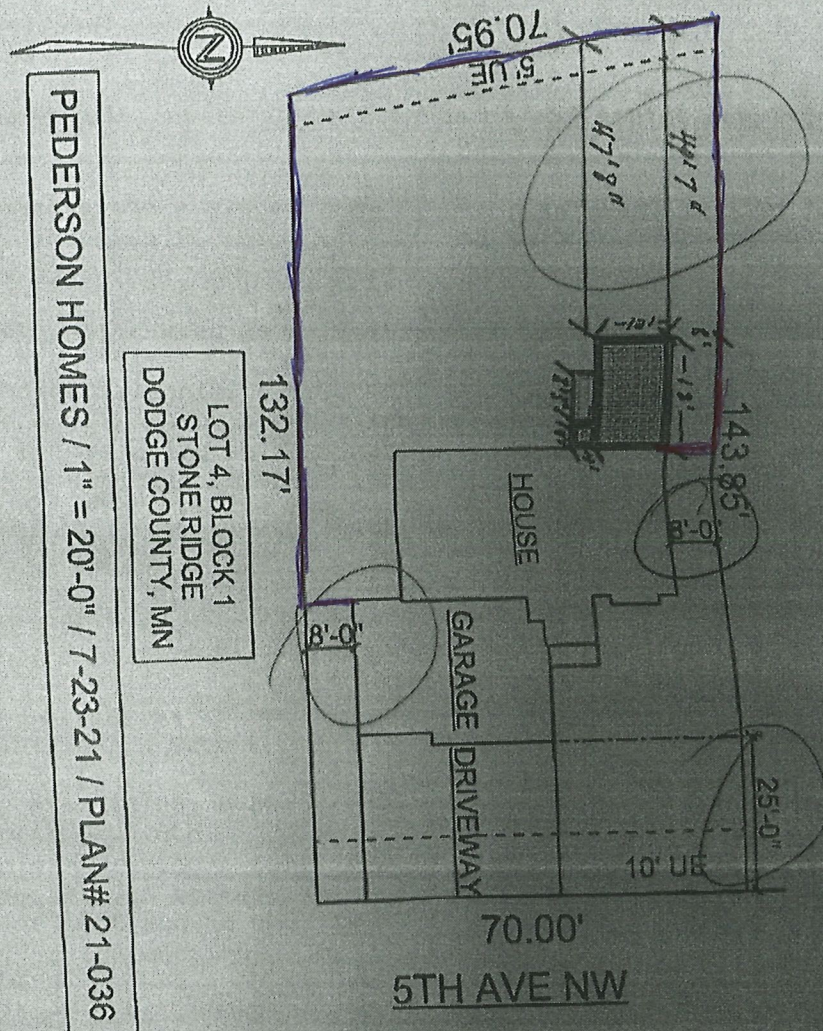 70.95'
5' UE
N
47'8"
8'
143.85'
132.17'
LOT 4, BLOCK 1
STONE RIDGE
DODGE COUNTY, MN
PEDERSON HOMES / 1" = 20'-0" / 7-23-21 / PLAN# 21-036
HOUSE
8'-0"
8'-0"
GARAGE
DRIVEWAY
25'-0"
10' UE
70.00'
5TH AVE NW